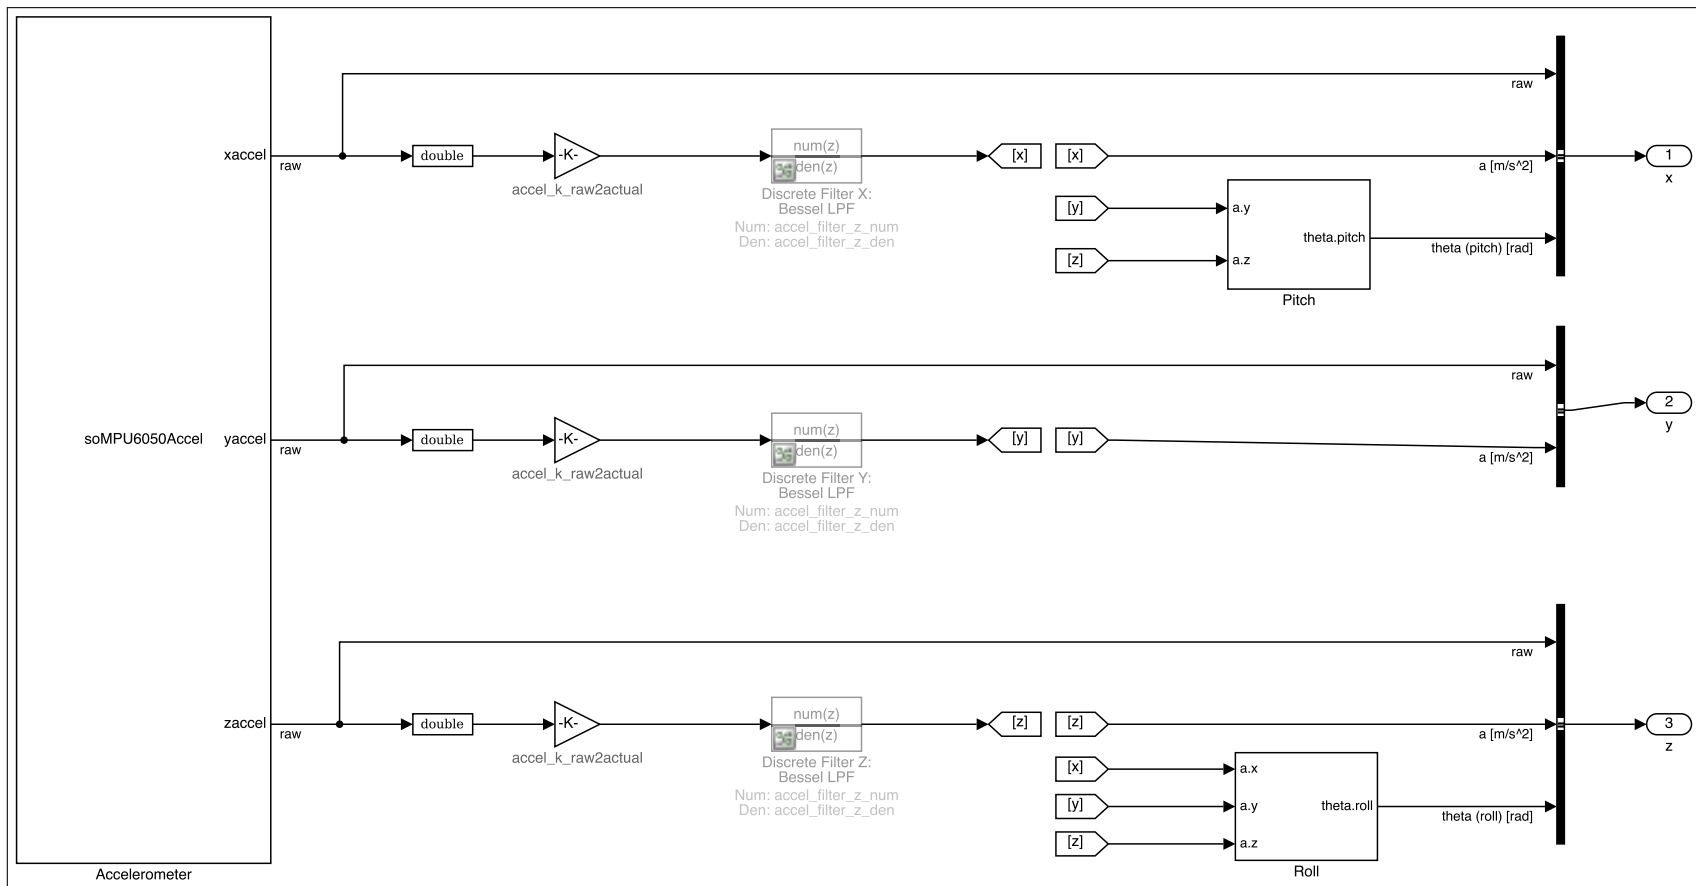 raw
xaccel
raw
double
-K-
accel_k_raw2actual
num(z)
den(z)
Discrete Filter X:
Bessel LPF
Num: accel_filter_z_num
Den: accel_filter_z_den
[x]
[x]
a [m/s^2]
1
x
[y]
[z]
a.y
a.z
theta.pitch
Pitch
theta (pitch) [rad]
raw
soMPU6050Accel
yaccel
raw
double
-K-
accel_k_raw2actual
num(z)
den(z)
Discrete Filter Y:
Bessel LPF
Num: accel_filter_z_num
Den: accel_filter_z_den
[y]
[y]
a [m/s^2]
2
y
raw
zaccel
raw
double
-K-
accel_k_raw2actual
num(z)
den(z)
Discrete Filter Z:
Bessel LPF
Num: accel_filter_z_num
Den: accel_filter_z_den
[z]
[z]
a [m/s^2]
3
z
[x]
[y]
[z]
a.x
a.y
a.z
theta.roll
Roll
theta (roll) [rad]
Accelerometer